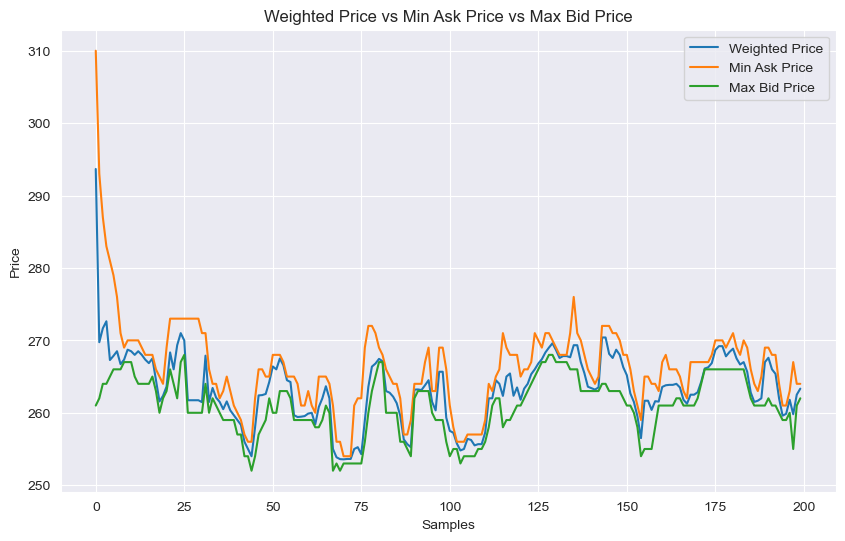 Weighted Price vs Min Ask Price vs Max Bid Price
Weighted Price
Min Ask Price
Max Bid Price
310
300
290
280
270
260
250
Price
0 25 50 75 100 125 150 175 200
Samples